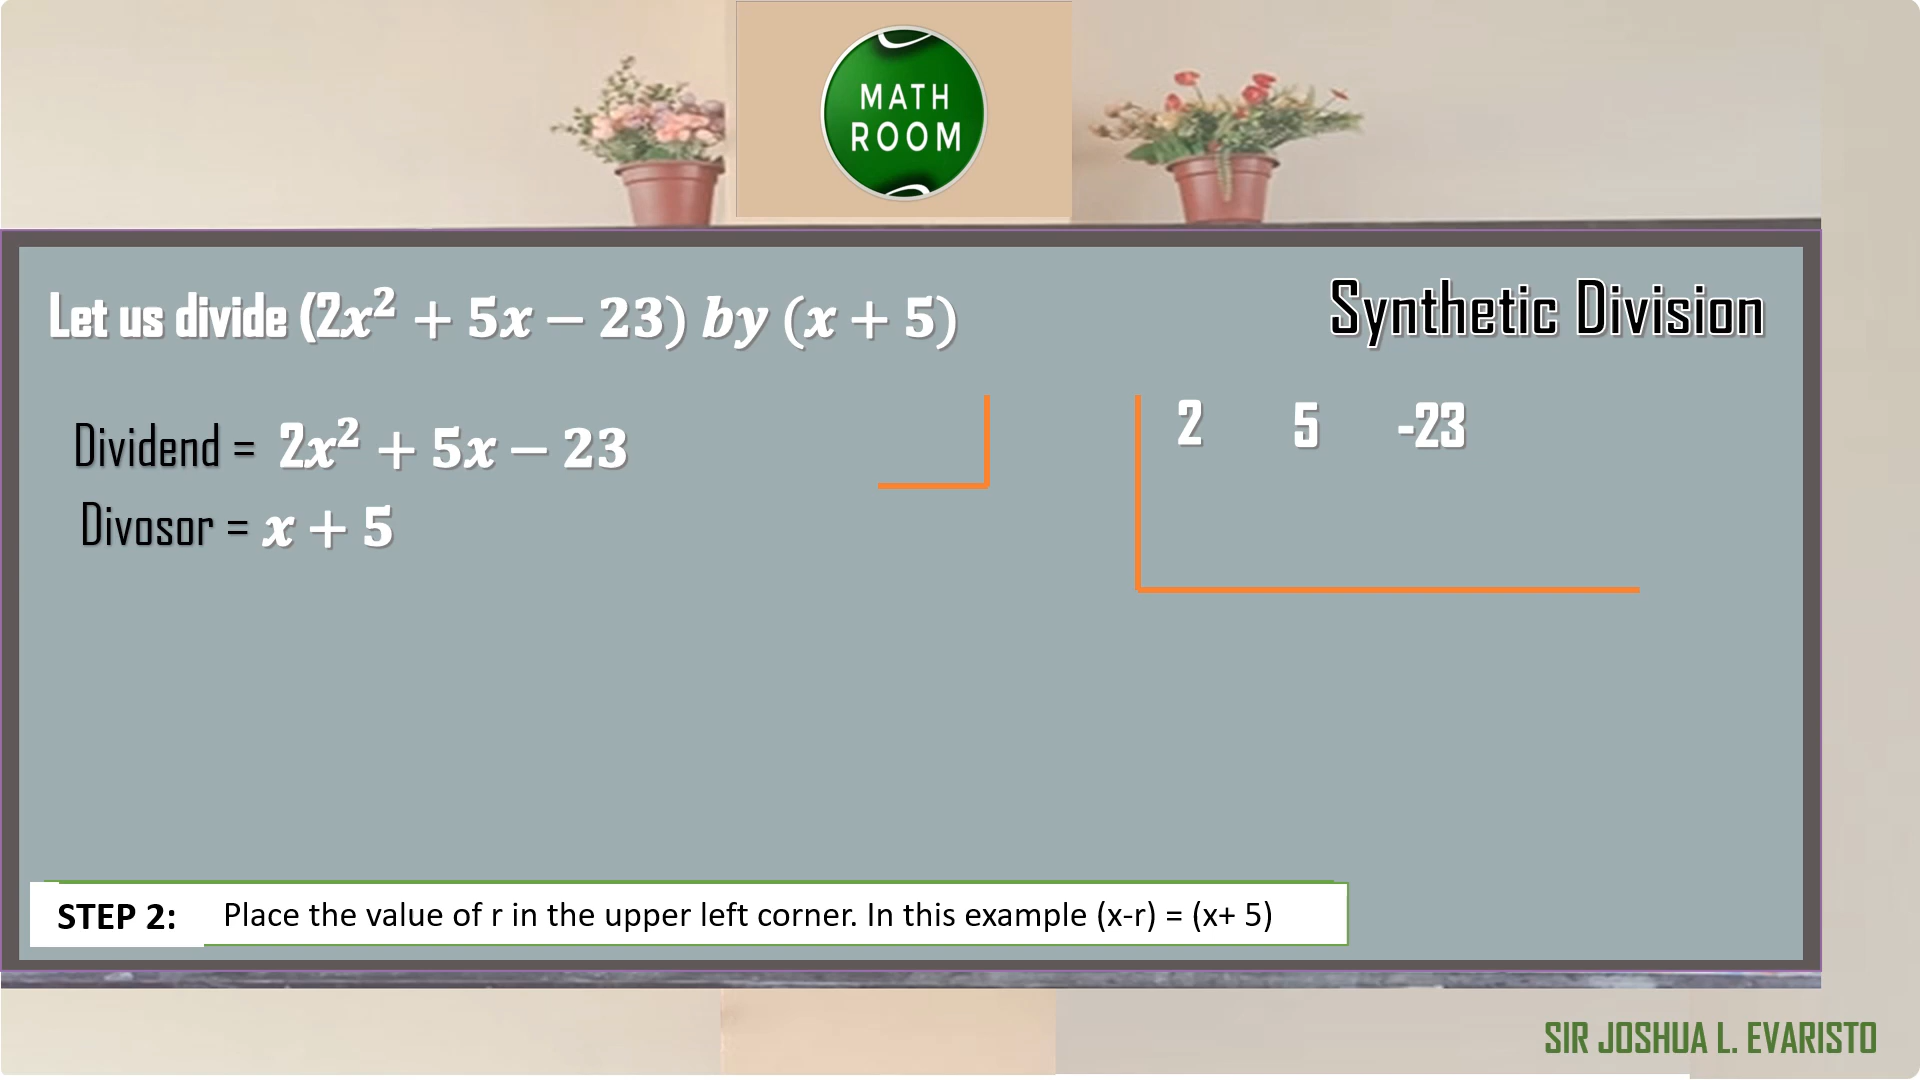 MATH
ROOM
Let us divide (2x² + 5x − 23) by (x + 5)
Synthetic Division
Dividend = 2x² + 5x − 23
Divosor = x + 5
2 5 -23
STEP 2: Place the value of r in the upper left corner. In this example (x-r) = (x+ 5)
SIR JOSHUA L. EVARISTO